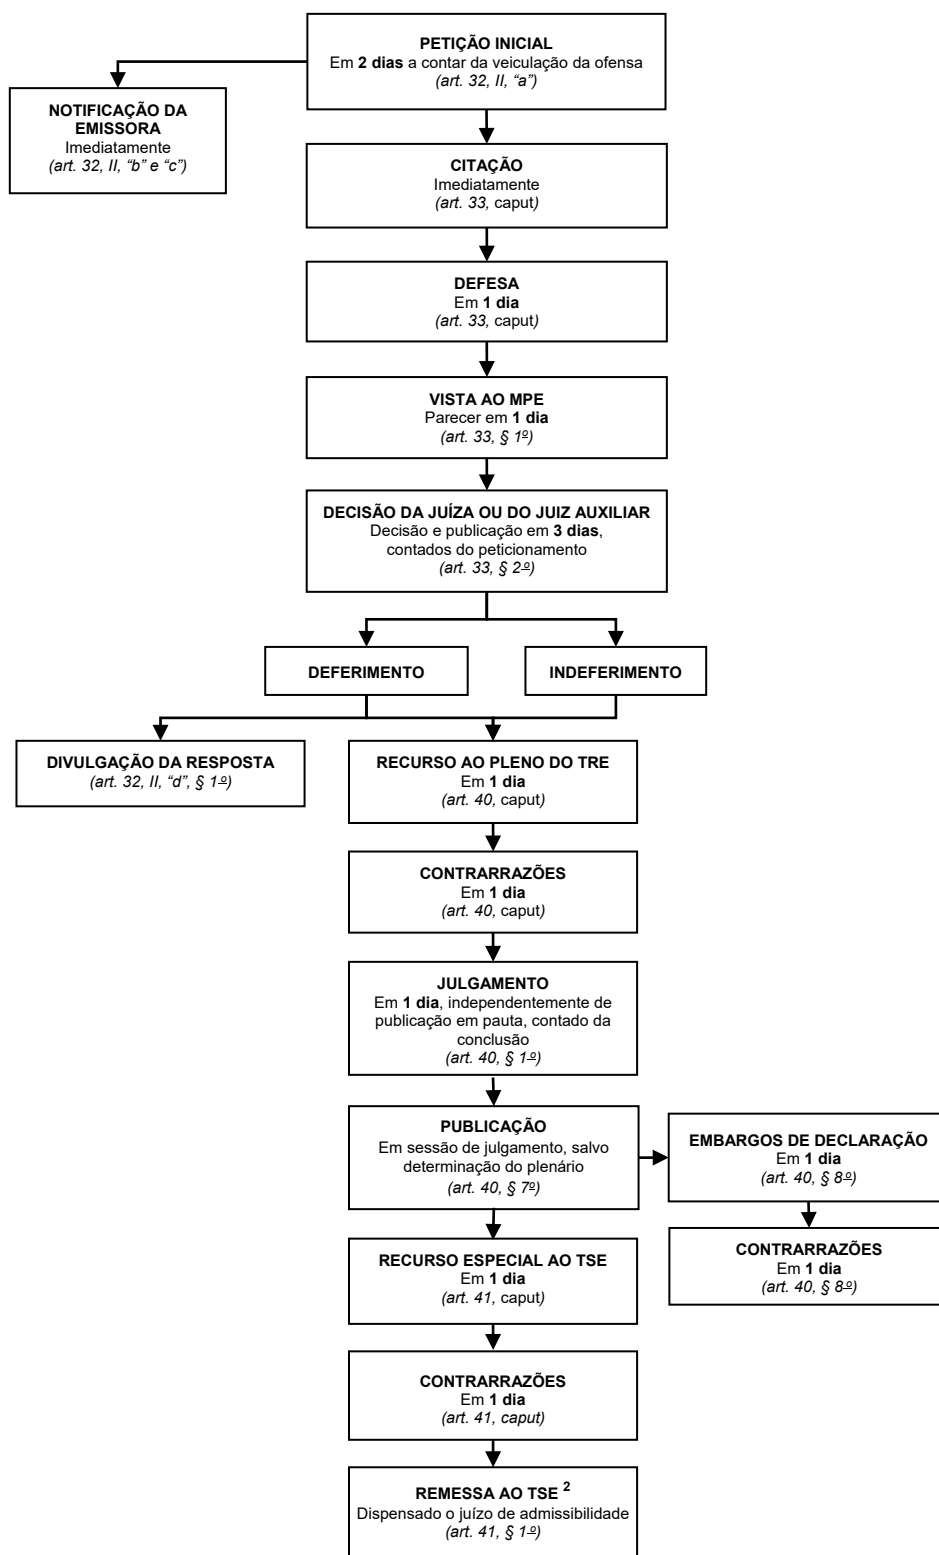 PETIÇÃO INICIAL
Em 2 dias a contar da veiculação da ofensa
(art. 32, II, “a”)
NOTIFICAÇÃO DA
EMISSORA
Imediatamente
(art. 32, II, “b” e “c”)
CITAÇÃO
Imediatamente
(art. 33, caput)
DEFESA
Em 1 dia
(art. 33, caput)
VISTA AO MPE
Parecer em 1 dia
(art. 33, § 1º)
DECISÃO DA JUÍZA OU DO JUIZ AUXILIAR
Decisão e publicação em 3 dias,
contados do peticionamento
(art. 33, § 2º)
DEFERIMENTO
INDEFERIMENTO
DIVULGAÇÃO DA RESPOSTA
(art. 32, II, “d”, § 1º)
RECURSO AO PLENO DO TRE
Em 1 dia
(art. 40, caput)
CONTRARRAZÕES
Em 1 dia
(art. 40, caput)
JULGAMENTO
Em 1 dia, independentemente de
publicação em pauta, contado da
conclusão
(art. 40, § 1º)
PUBLICAÇÃO
Em sessão de julgamento, salvo
determinação do plenário
(art. 40, § 7º)
EMBARGOS DE DECLARAÇÃO
Em 1 dia
(art. 40, § 8º)
CONTRARRAZÕES
Em 1 dia
(art. 40, § 8º)
RECURSO ESPECIAL AO TSE
Em 1 dia
(art. 41, caput)
CONTRARRAZÕES
Em 1 dia
(art. 41, caput)
REMESSA AO TSE ²
Dispensado o juízo de admissibilidade
(art. 41, § 1º)